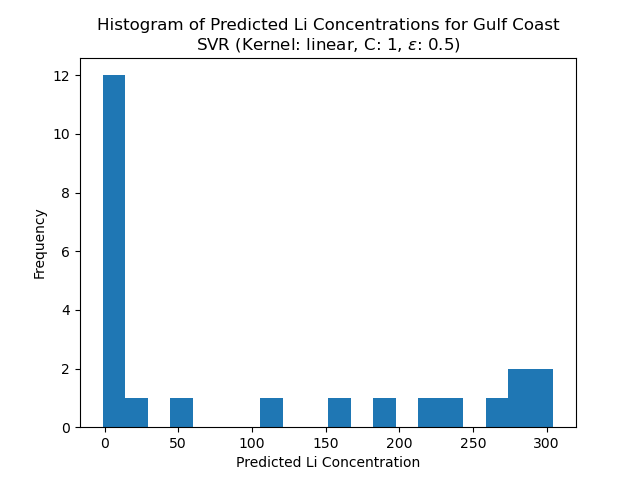 Histogram of Predicted Li Concentrations for Gulf Coast
SVR (Kernel: linear, C: 1, ε: 0.5)
12
10
8
6
4
2
0
Frequency
0 50 100 150 200 250 300
Predicted Li Concentration